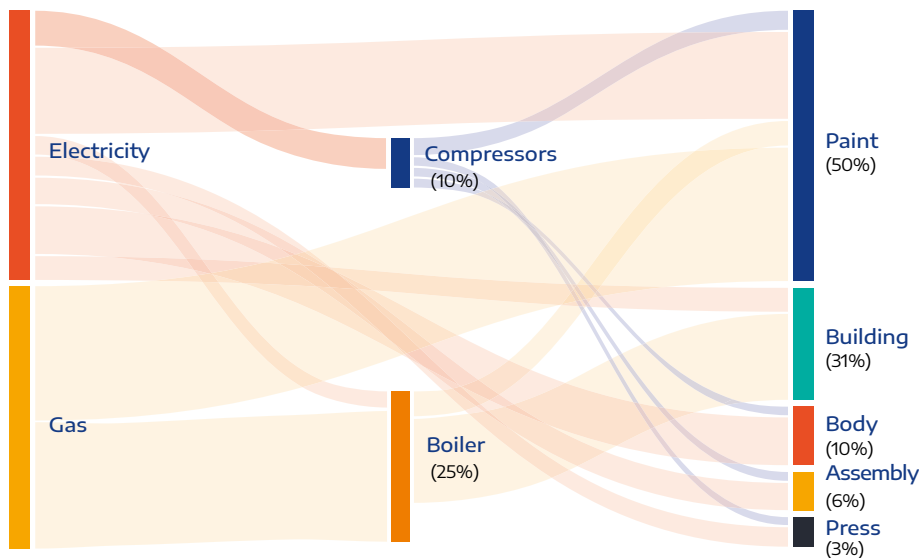 Electricity
Gas
Compressors
(10%)
Boiler
(25%)
Paint
(50%)
Building
(31%)
Body
(10%)
Assembly
(6%)
Press
(3%)